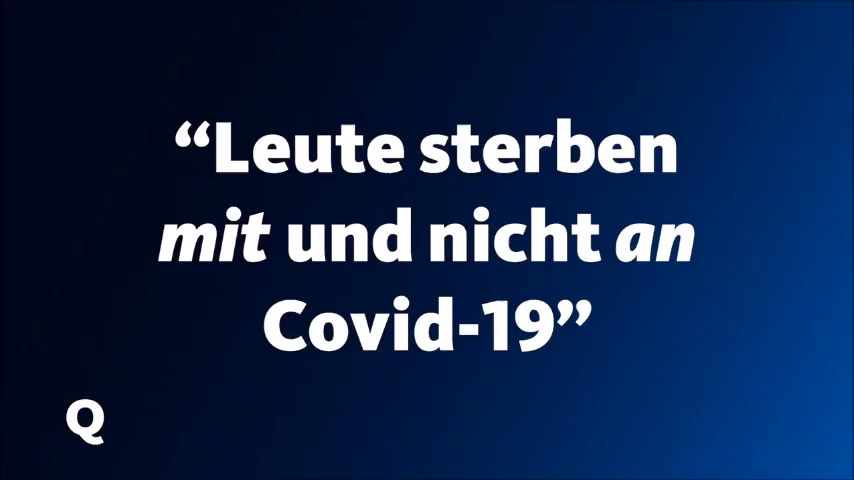 “Leute sterben
mit und nicht an
Covid-19”
Q